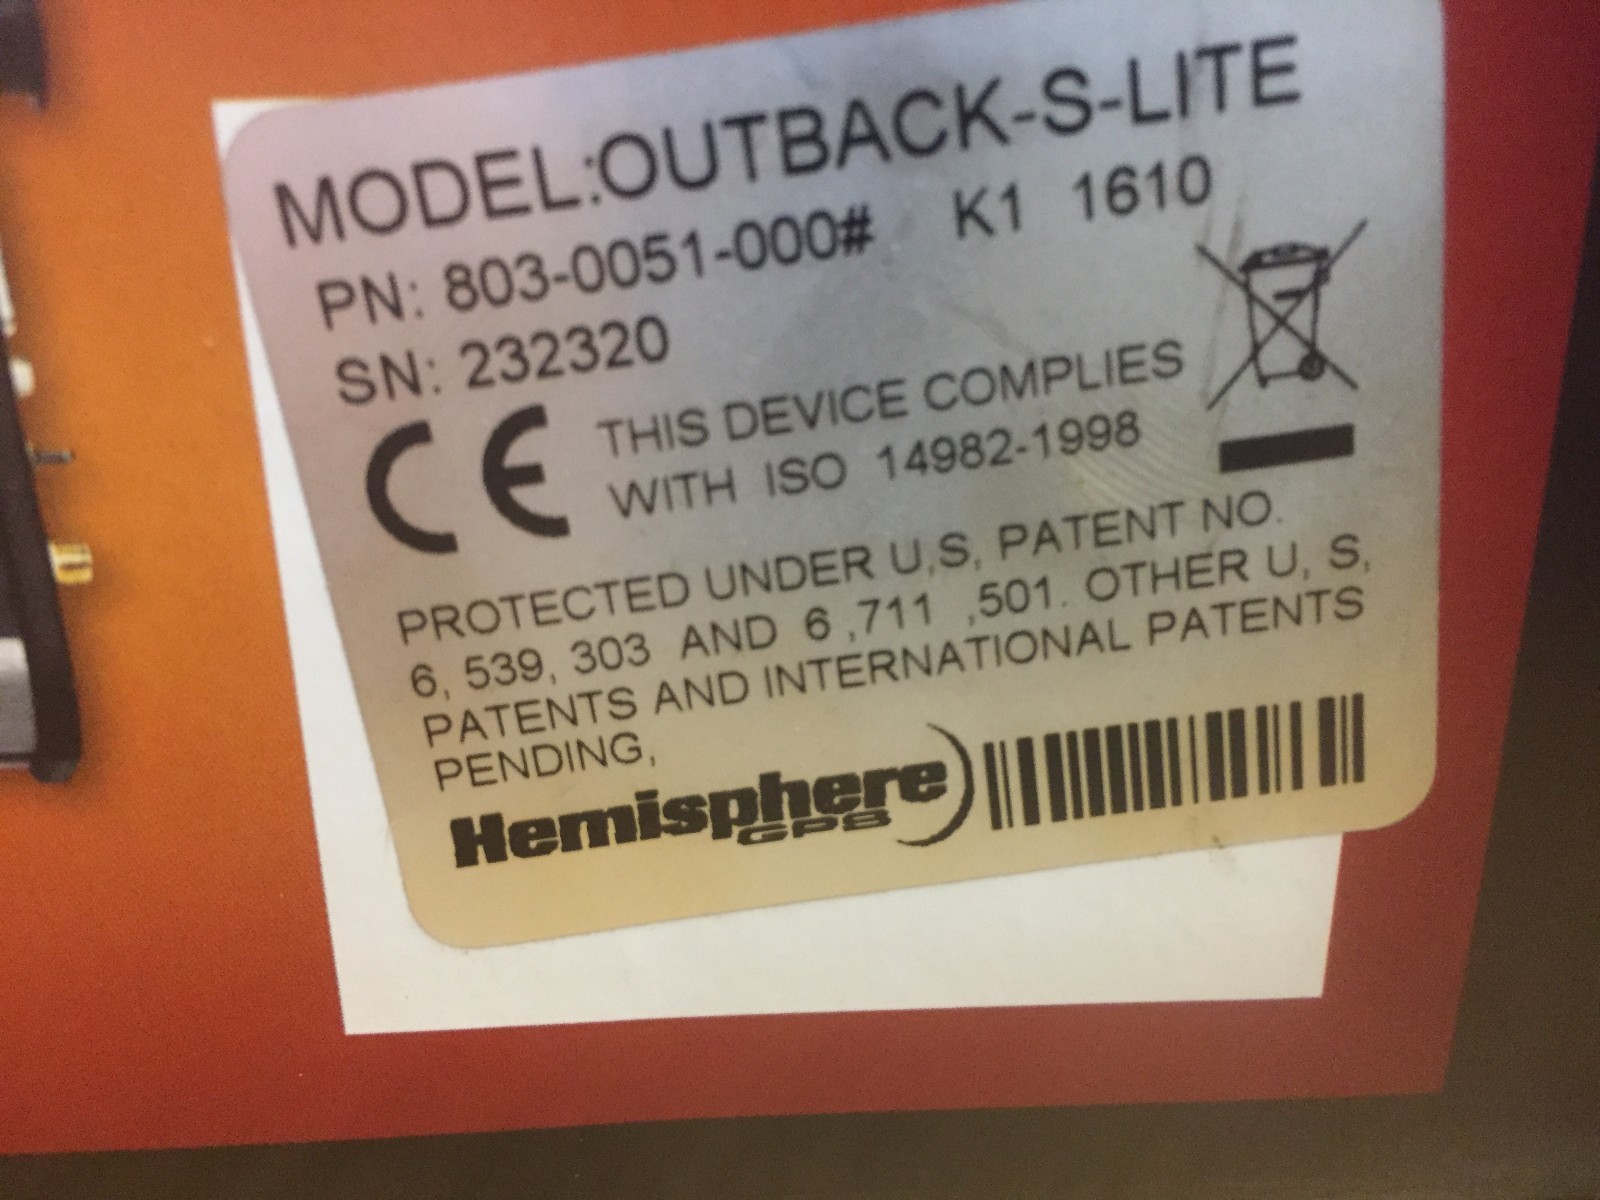 MODEL:OUTBACK-S-LITE
PN: 803-0051-000# K1 1610
SN: 232320
CE THIS DEVICE COMPLIES
WITH ISO 14982-1998
PROTECTED UNDER U,S, PATENT NO.
6, 539, 303 AND 6 ,711 ,501. OTHER U, S,
PATENTS AND INTERNATIONAL PATENTS
PENDING,
Hemisphere
GPS